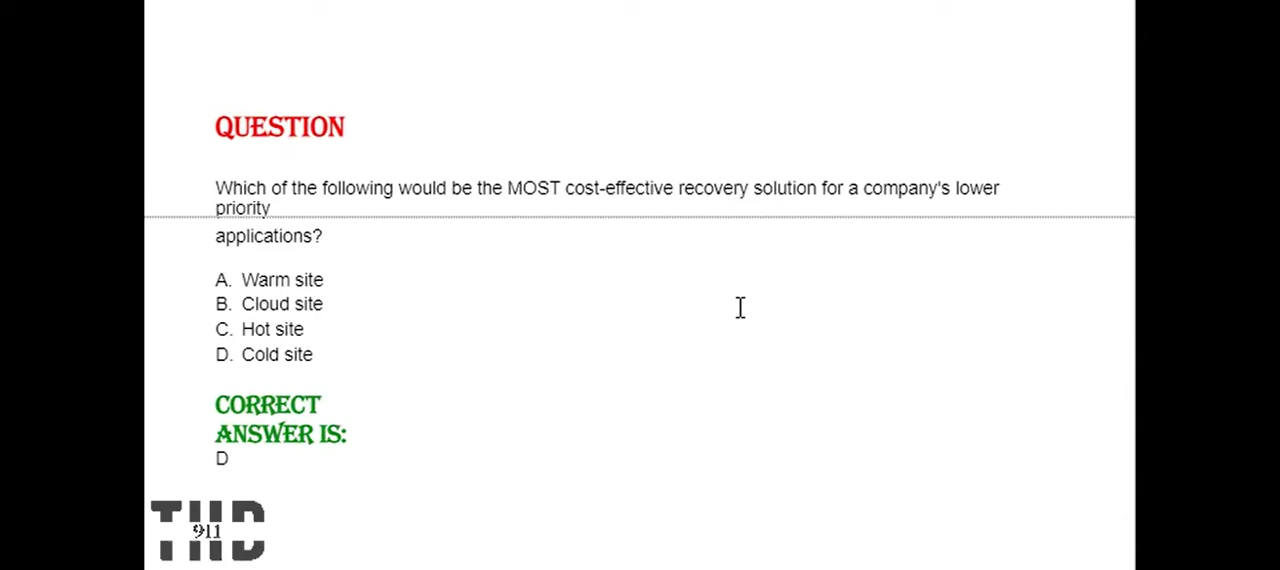 QUESTION
Which of the following would be the MOST cost-effective recovery solution for a company's lower
priority
applications?
A. Warm site
B. Cloud site
C. Hot site
D. Cold site
CORRECT
ANSWER IS:
D
THD
911